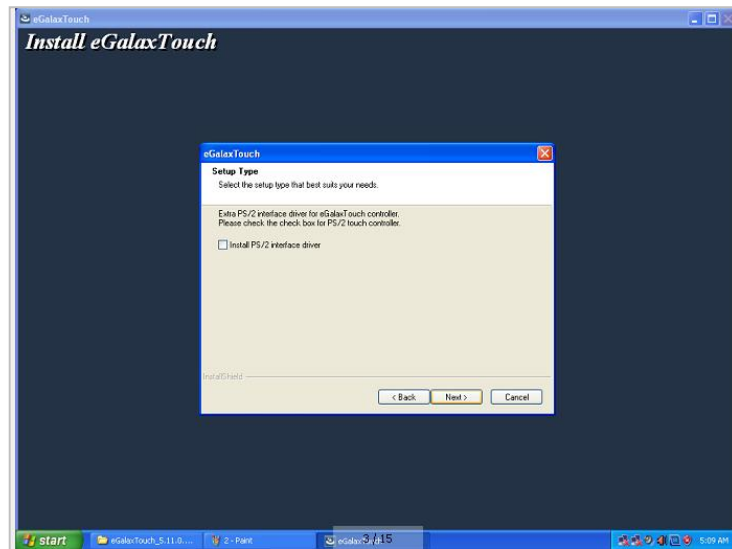 eGalaxTouch
Install eGalaxTouch
eGalaxTouch
Setup Type
Select the setup type that best suits your needs.
Extra PS/2 interface driver for eGalaxTouch controller.
Please check the check box for PS/2 touch controller.
Install PS/2 interface driver
InstallShield
< Back
Next >
Cancel
start
eGalaxTouch_5.11.0....
2 - Paint
3 / 15
5:09 AM